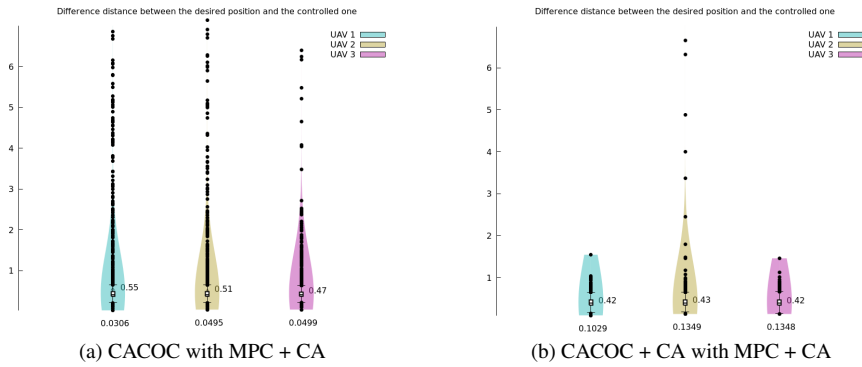 Difference distance between the desired position and the controlled one
UAV 1
UAV 2
UAV 3
6
5
4
3
2
1
0.55
0.51
0.47
0.0306
0.0495
0.0499
(a) CACOC with MPC + CA
Difference distance between the desired position and the controlled one
UAV 1
UAV 2
UAV 3
6
5
4
3
2
1
0.42
0.43
0.42
0.1029
0.1349
0.1348
(b) CACOC + CA with MPC + CA